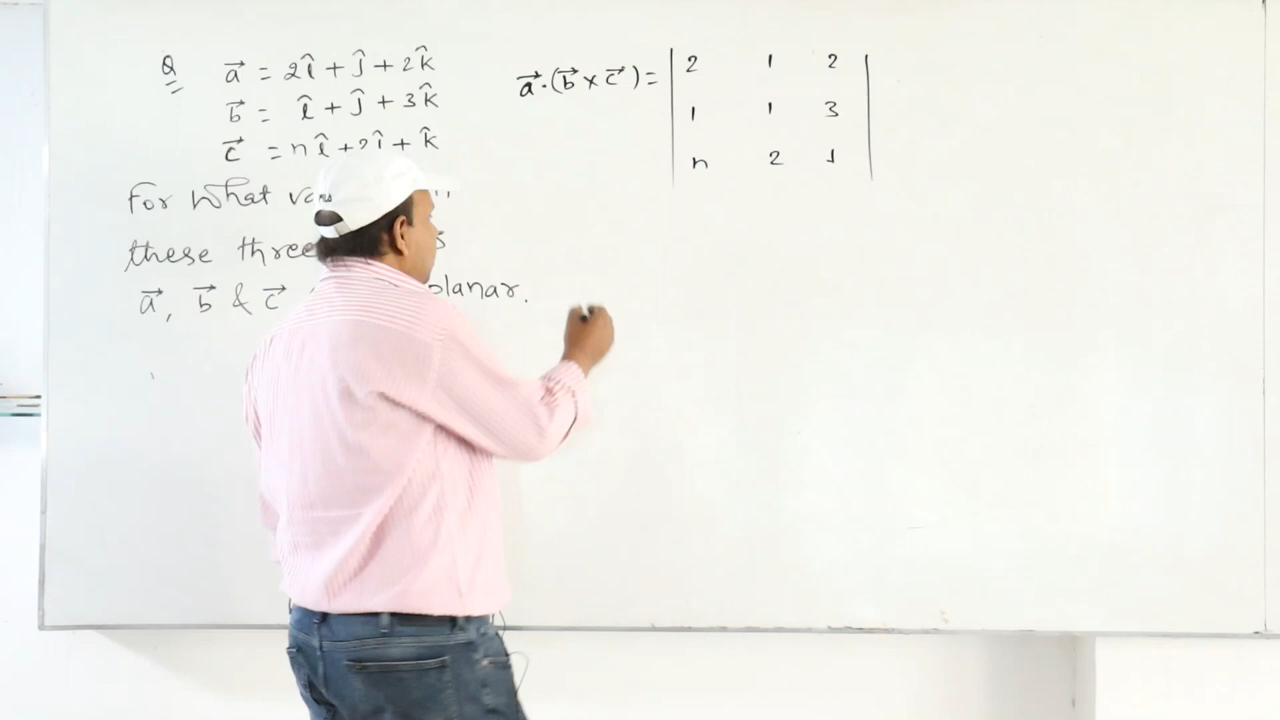 Q a⃗ = 2î + ĵ + 2k̂
b⃗ = î + ĵ + 3k̂
c⃗ = nî + 2ĵ + k̂
For what
these three
a⃗, b⃗ & c⃗ planar.
a⃗·(b⃗ × c⃗) = | 2 1 2 |
| 1 1 3 |
| n 2 1 |